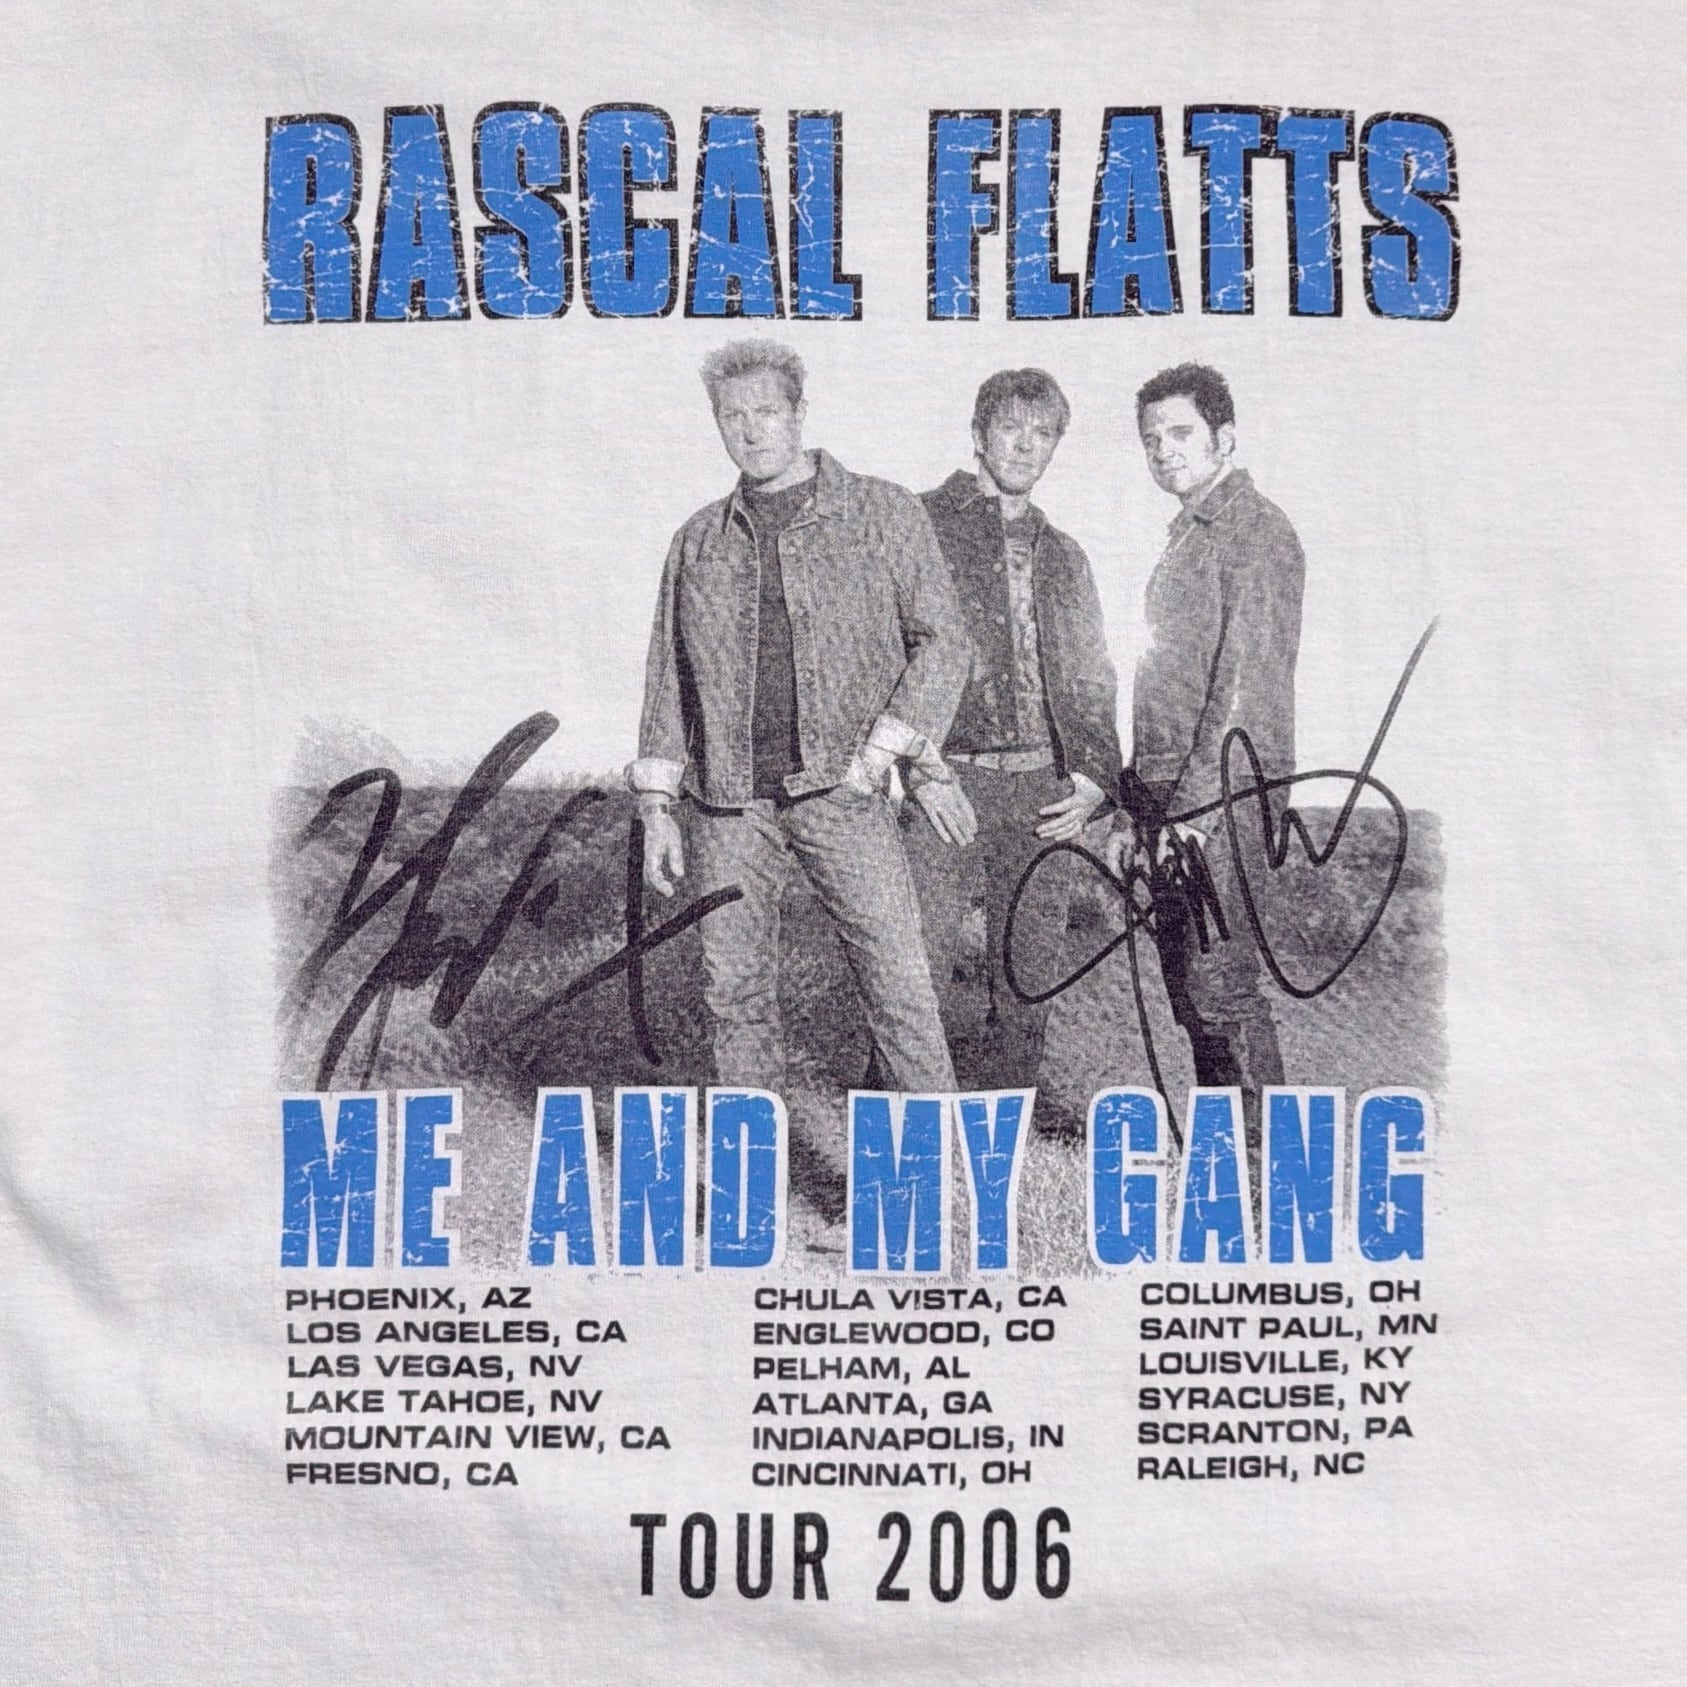 RASCAL FLATTS
ME AND MY GANG
PHOENIX, AZ
LOS ANGELES, CA
LAS VEGAS, NV
LAKE TAHOE, NV
MOUNTAIN VIEW, CA
FRESNO, CA
CHULA VISTA, CA
ENGLEWOOD, CO
PELHAM, AL
ATLANTA, GA
INDIANAPOLIS, IN
CINCINNATI, OH
COLUMBUS, OH
SAINT PAUL, MN
LOUISVILLE, KY
SYRACUSE, NY
SCRANTON, PA
RALEIGH, NC
TOUR 2006